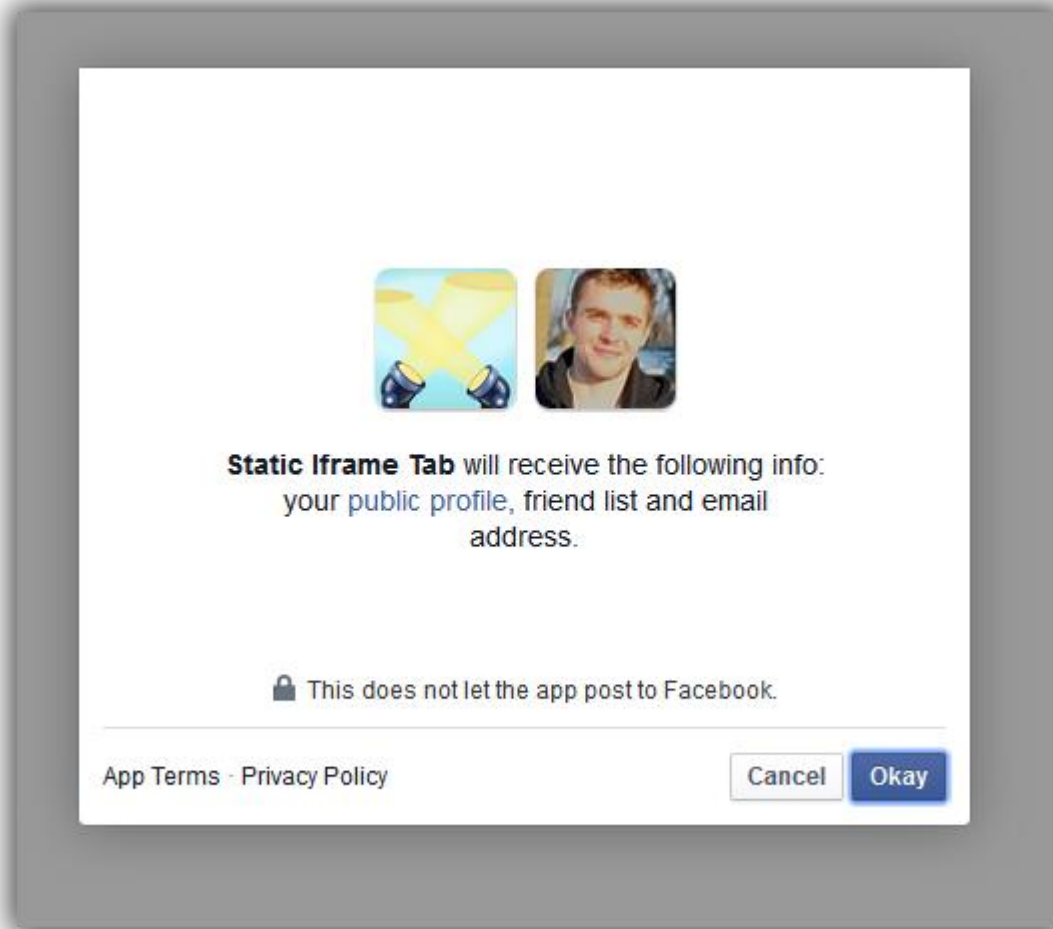 Static Iframe Tab will receive the following info:
your public profile, friend list and email
address.
This does not let the app post to Facebook.
App Terms · Privacy Policy
Cancel
Okay